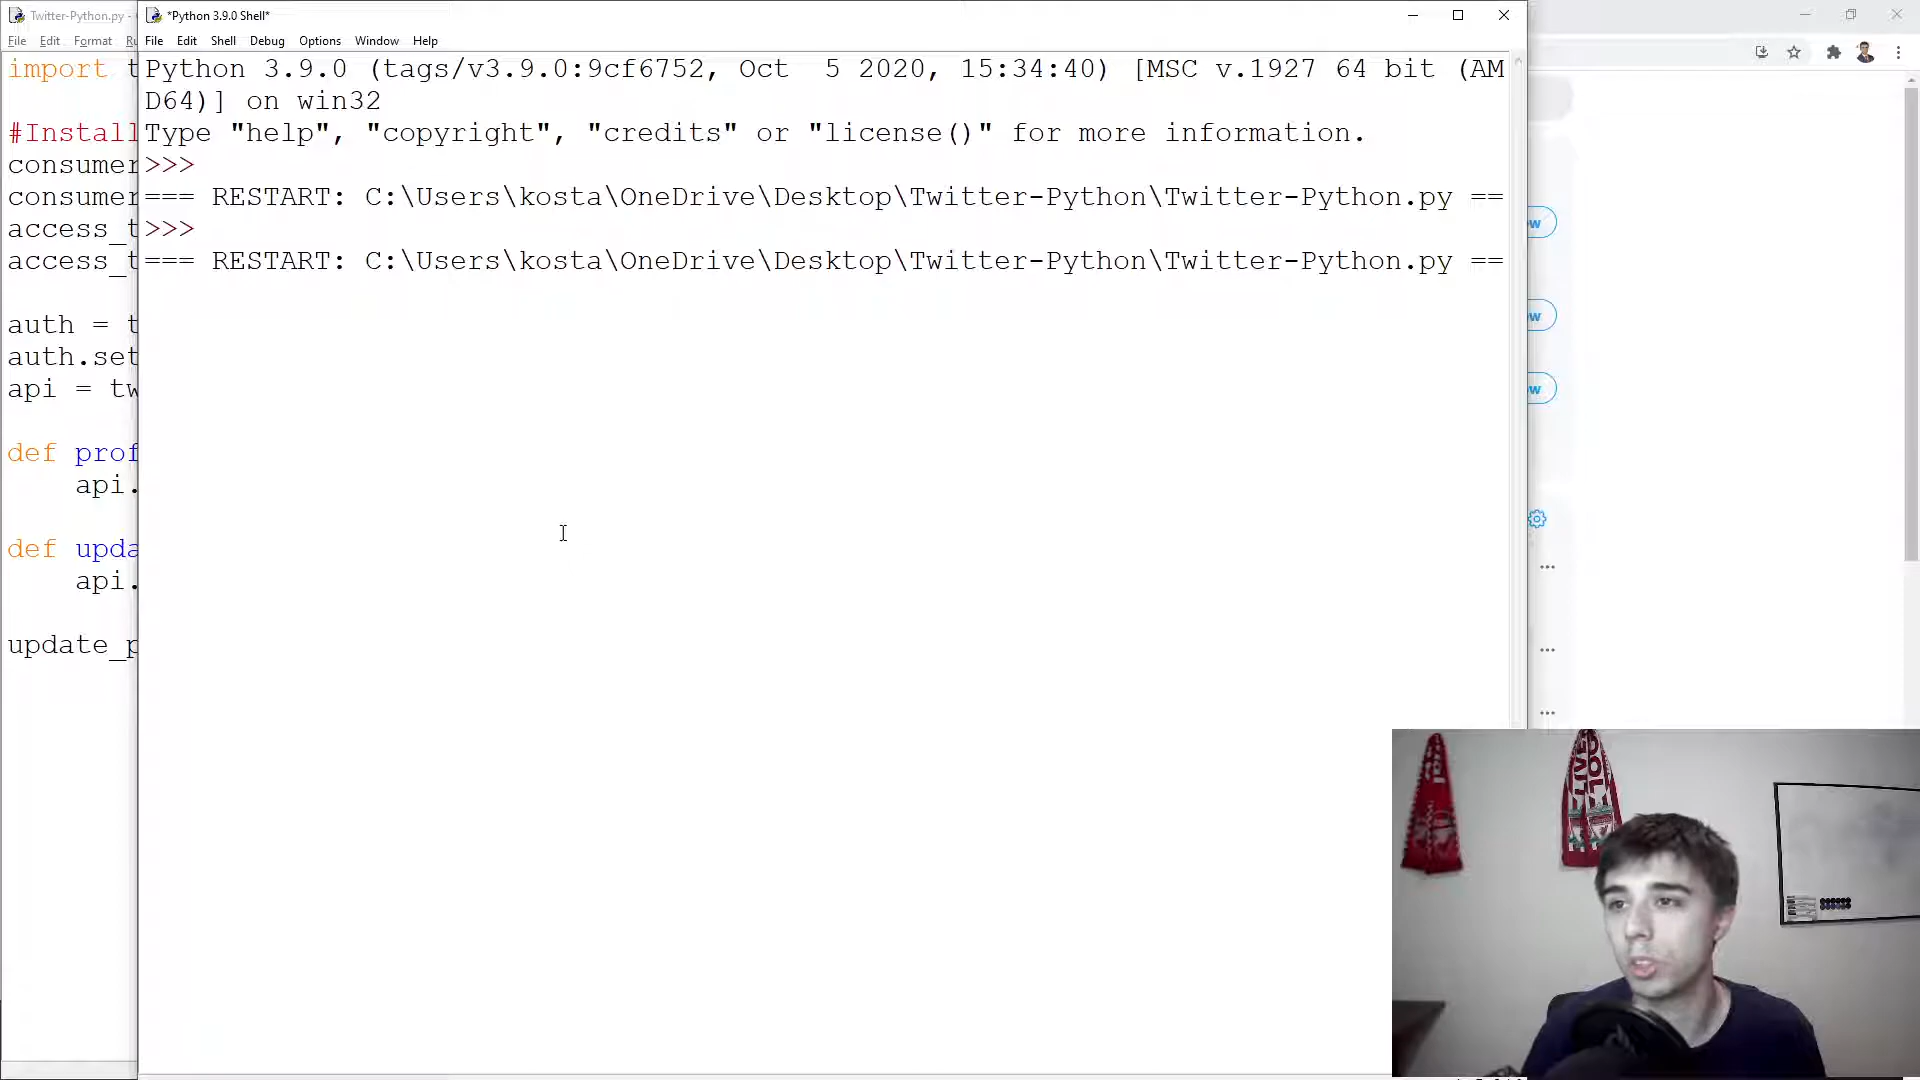 Twitter-Python.py -
File Edit Format Ru
import t
#Install
consumer
consumer
access_t
access_t
auth = t
auth.set
api = tw
def prof
api.
def upda
api.
update_p
*Python 3.9.0 Shell*
File Edit Shell Debug Options Window Help
Python 3.9.0 (tags/v3.9.0:9cf6752, Oct  5 2020, 15:34:40) [MSC v.1927 64 bit (AM
D64)] on win32
Type "help", "copyright", "credits" or "license()" for more information.
>>>
=== RESTART: C:\Users\kosta\OneDrive\Desktop\Twitter-Python\Twitter-Python.py ==
>>>
=== RESTART: C:\Users\kosta\OneDrive\Desktop\Twitter-Python\Twitter-Python.py ==
ow
ow
ow